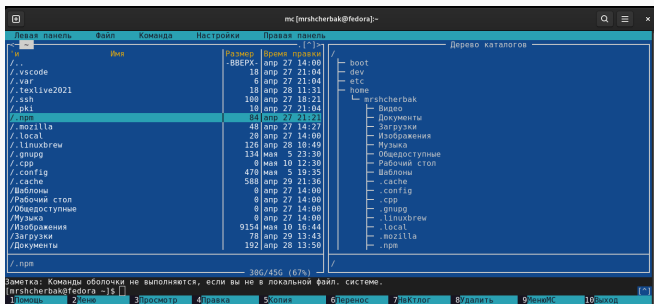 mc [mrshcherbak@fedora]:~
Левая панель Файл Команда Настройки Правая панель
'и Имя Размер Время правки
/.. -ВВЕРХ- апр 27 14:00
/.vscode 18 апр 27 21:04
/.var 6 апр 27 21:04
/.texlive2021 18 апр 28 11:31
/.ssh 100 апр 27 18:21
/.pki 10 апр 27 21:04
/.npm 84 апр 27 21:21
/.mozilla 48 апр 27 14:27
/.local 20 апр 27 14:00
/.linuxbrew 126 апр 28 10:49
/.gnupg 134 мая 5 23:30
/.cpp 0 мая 10 12:30
/.config 470 мая 5 19:35
/.cache 588 апр 29 21:36
/Шаблоны 0 апр 27 14:00
/Рабочий стол 0 апр 27 14:00
/Общедоступные 0 апр 27 14:00
/Музыка 0 апр 27 14:00
/Изображения 9154 мая 10 16:44
/Загрузки 78 апр 29 13:43
/Документы 192 апр 28 13:50
/.npm
30G/45G (67%)
Дерево каталогов
/
boot
dev
etc
home
mrshcherbak
Видео
Документы
Загрузки
Изображения
Музыка
Общедоступные
Рабочий стол
Шаблоны
.cache
.config
.cpp
.gnupg
.linuxbrew
.local
.mozilla
.npm
/
Заметка: Команды оболочки не выполняются, если вы не в локальной файл. системе.
[mrshcherbak@fedora ~]$ [^]
1Помощь 2Меню 3Просмотр 4Правка 5Копия 6Перенос 7НвКтлог 8Удалить 9МенюMC 10Выход